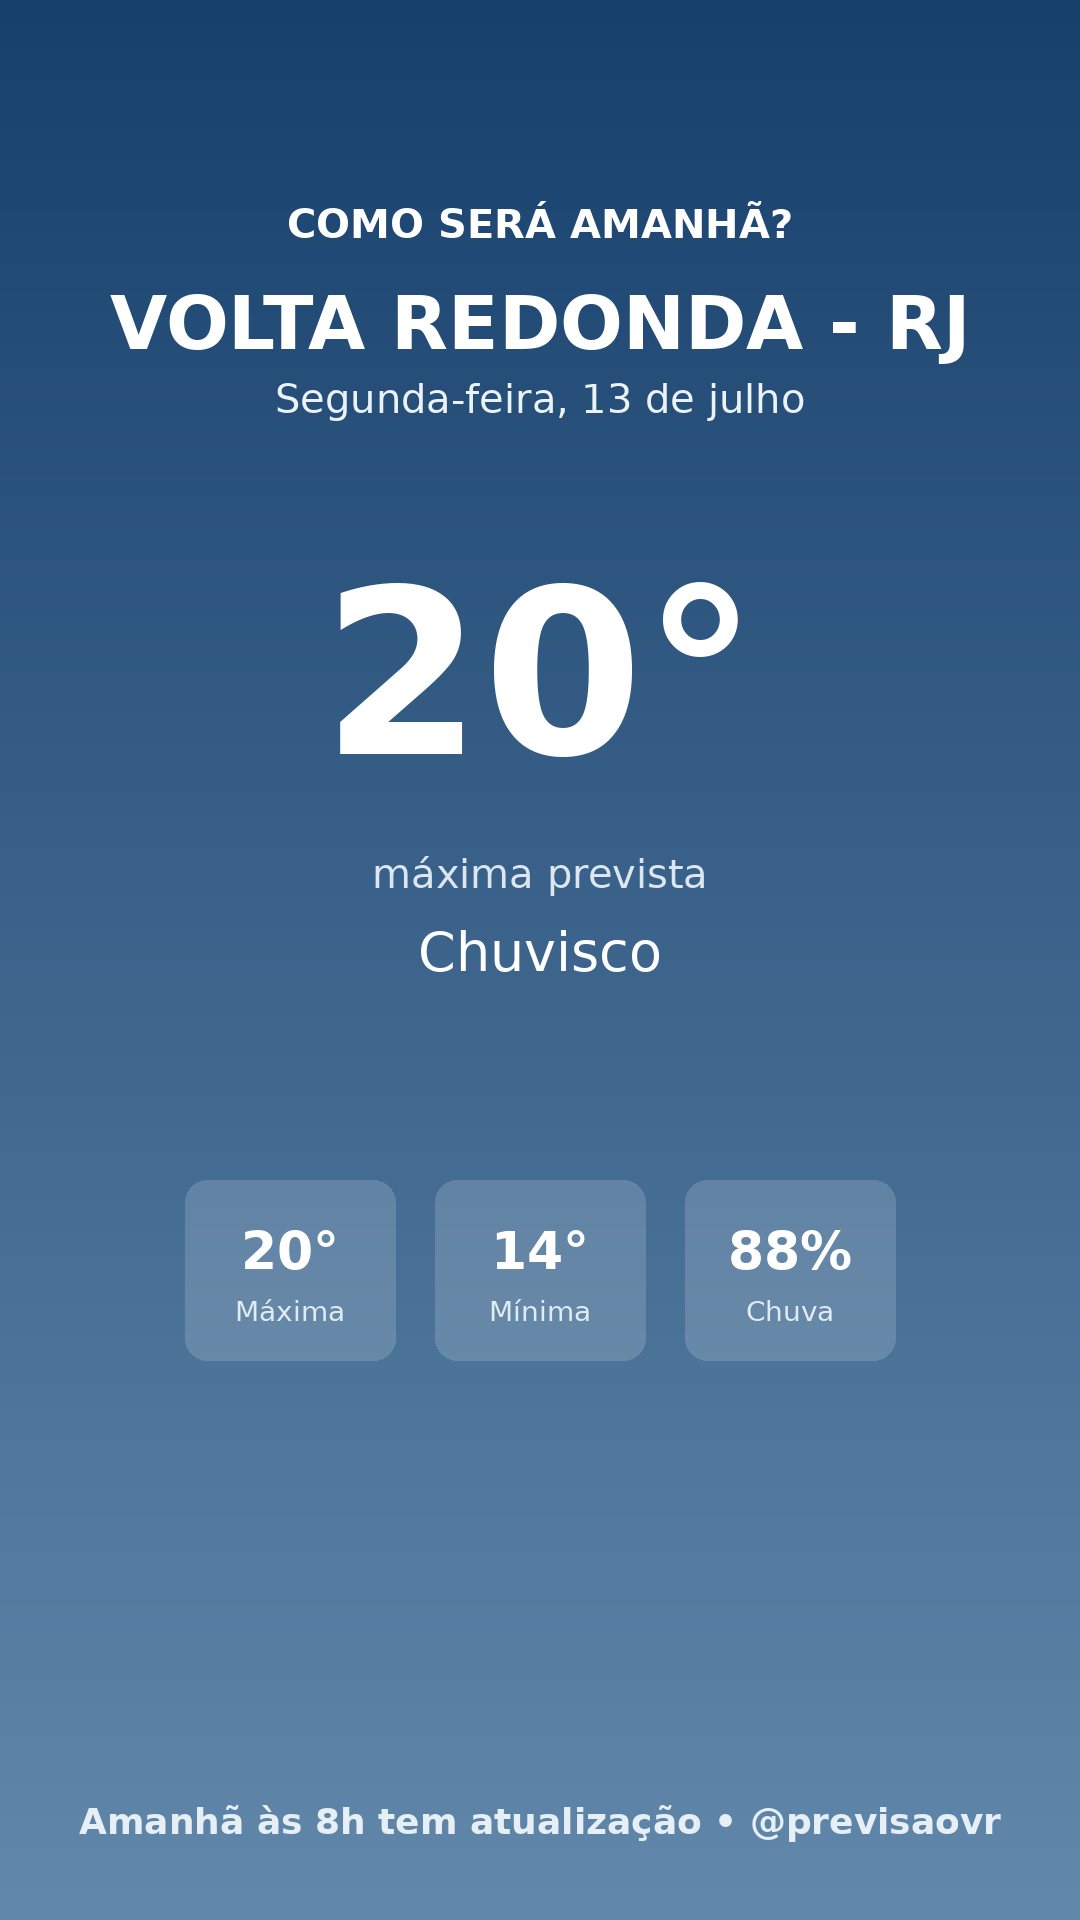 COMO SERÁ AMANHÃ?
VOLTA REDONDA - RJ
Segunda-feira, 13 de julho
20°
máxima prevista
Chuvisco
20° 14° 88%
Máxima Mínima Chuva
Amanhã às 8h tem atualização • @previsaovr